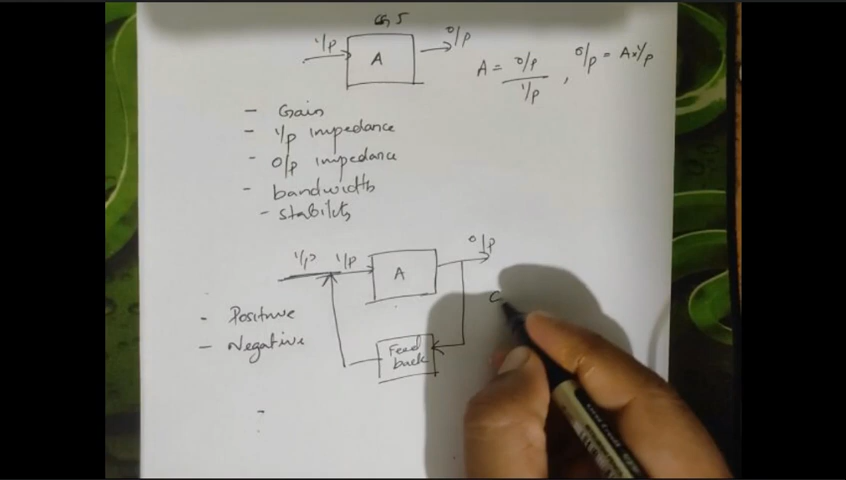 i/p
A
o/p
A = o/p / i/p , o/p = A×i/p
- Gain
- i/p impedance
- o/p impedance
- bandwidth
- stability
i/p i/p
A
o/p
- Positive
- Negative
Feed
back